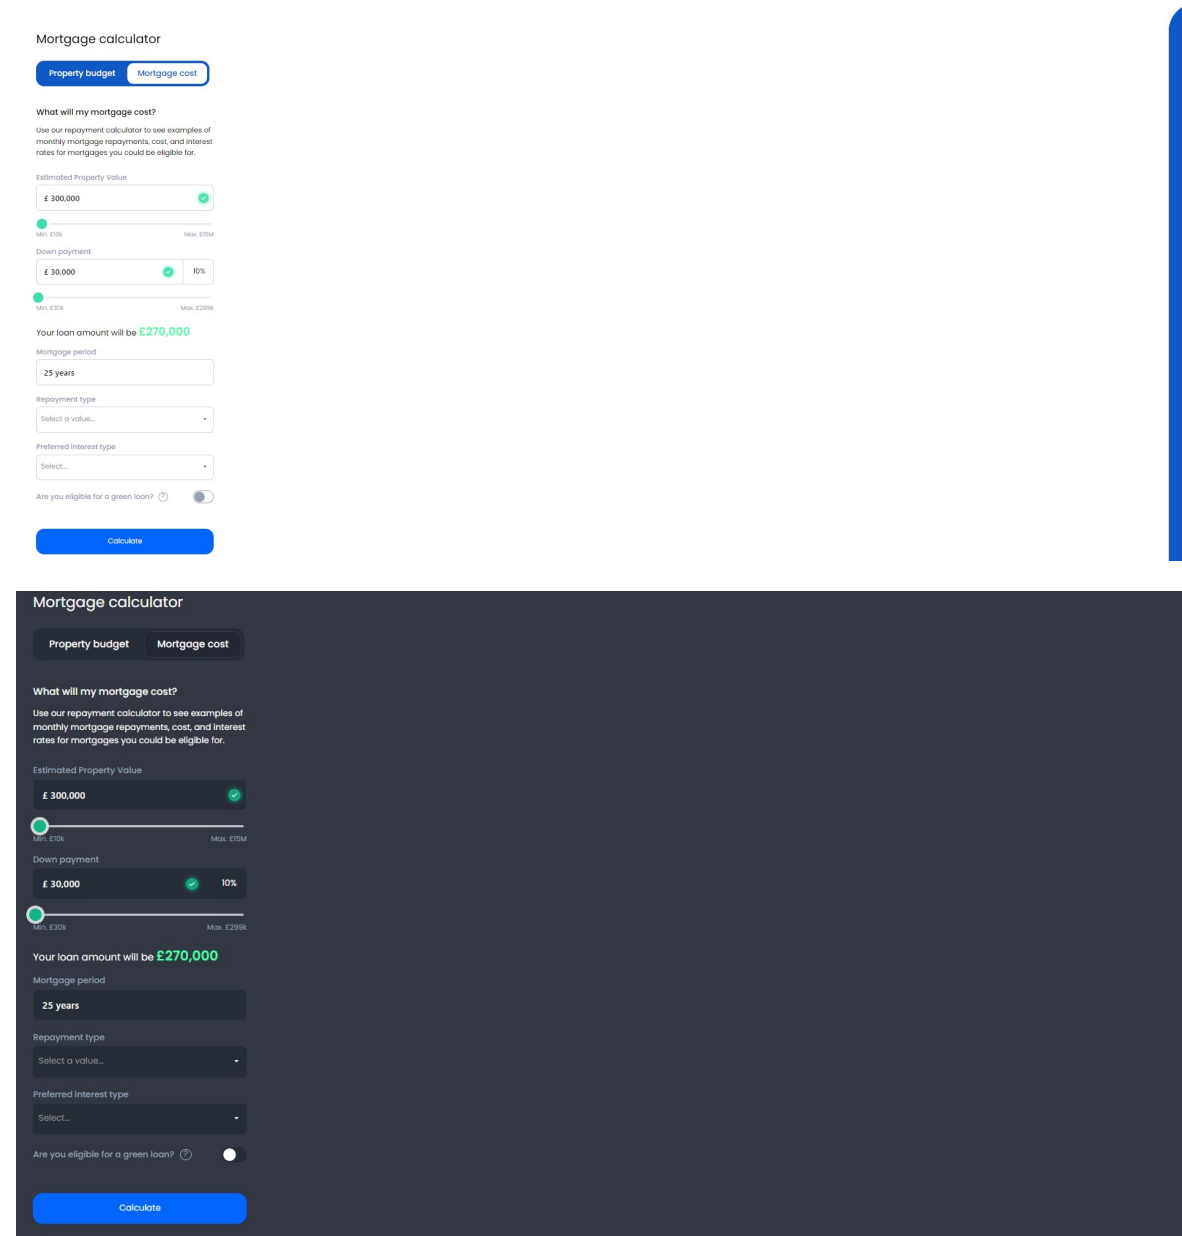 Mortgage calculator
Property budget Mortgage cost
What will my mortgage cost?
Use our repayment calculator to see examples of
monthly mortgage repayments, cost, and interest
rates for mortgages you could be eligible for.
Estimated Property Value
£ 300,000
Min. £10k Max. £15M
Down payment
£ 30,000 10%
Min. £30k Max. £299k
Your loan amount will be £270,000
Mortgage period
25 years
Repayment type
Select a value...
Preferred interest type
Select...
Are you eligible for a green loan? ?
Calculate
Mortgage calculator
Property budget Mortgage cost
What will my mortgage cost?
Use our repayment calculator to see examples of
monthly mortgage repayments, cost, and interest
rates for mortgages you could be eligible for.
Estimated Property Value
£ 300,000
Min. £10k Max. £15M
Down payment
£ 30,000 10%
Min. £30k Max. £299k
Your loan amount will be £270,000
Mortgage period
25 years
Repayment type
Select a value...
Preferred interest type
Select...
Are you eligible for a green loan? ?
Calculate